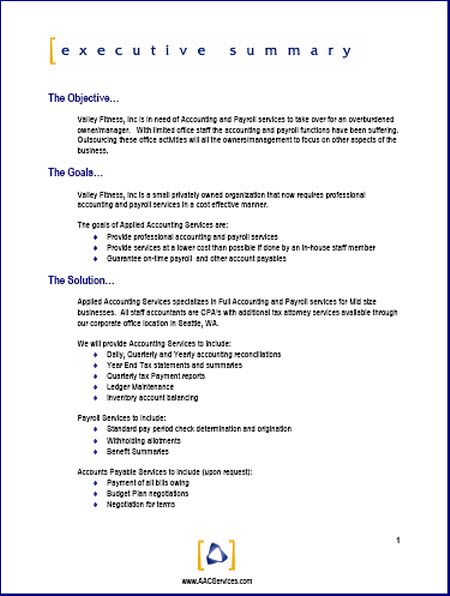 [executive summary
The Objective…
Valley Fitness, Inc is in need of Accounting and Payroll services to take over for an overburdened
owner/manager. With limited office staff the accounting and payroll functions have been suffering.
Outsourcing these office activities will all the owners/management to focus on other aspects of the
business.
The Goals…
Valley Fitness, Inc is a small privately owned organization that now requires professional
accounting and payroll services in a cost effective manner.
The goals of Applied Accounting Services are:
♦ Provide professional accounting and payroll services
♦ Provide services at a lower cost than possible if done by an in-house staff member
♦ Guarantee on-time payroll and other account payables
The Solution…
Applied Accounting Services specializes in Full Accounting and Payroll services for Mid size
businesses. All staff accountants are CPA's with additional tax attorney services available through
our corporate office location in Seattle, WA.
We will provide Accounting Services to Include:
♦ Daily, Quarterly and Yearly accounting reconciliations
♦ Year End Tax statements and summaries
♦ Quarterly tax Payment reports
♦ Ledger Maintenance
♦ Inventory account balancing
Payroll Services to Include:
♦ Standard pay period check determination and origination
♦ Withholding allotments
♦ Benefit Summaries
Accounts Payable Services to Include (upon request):
♦ Payment of all bills owing
♦ Budget Plan negotiations
♦ Negotiation for terms
1
www.AACServices.com